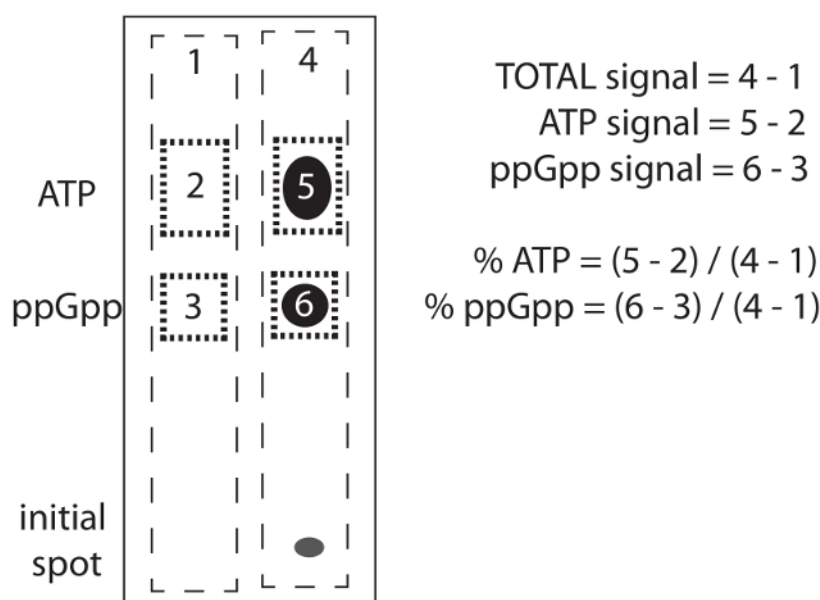 1
4
TOTAL signal = 4 - 1
ATP signal = 5 - 2
ppGpp signal = 6 - 3
ATP
2
5
% ATP = (5 - 2) / (4 - 1)
% ppGpp = (6 - 3) / (4 - 1)
ppGpp
3
6
initial
spot